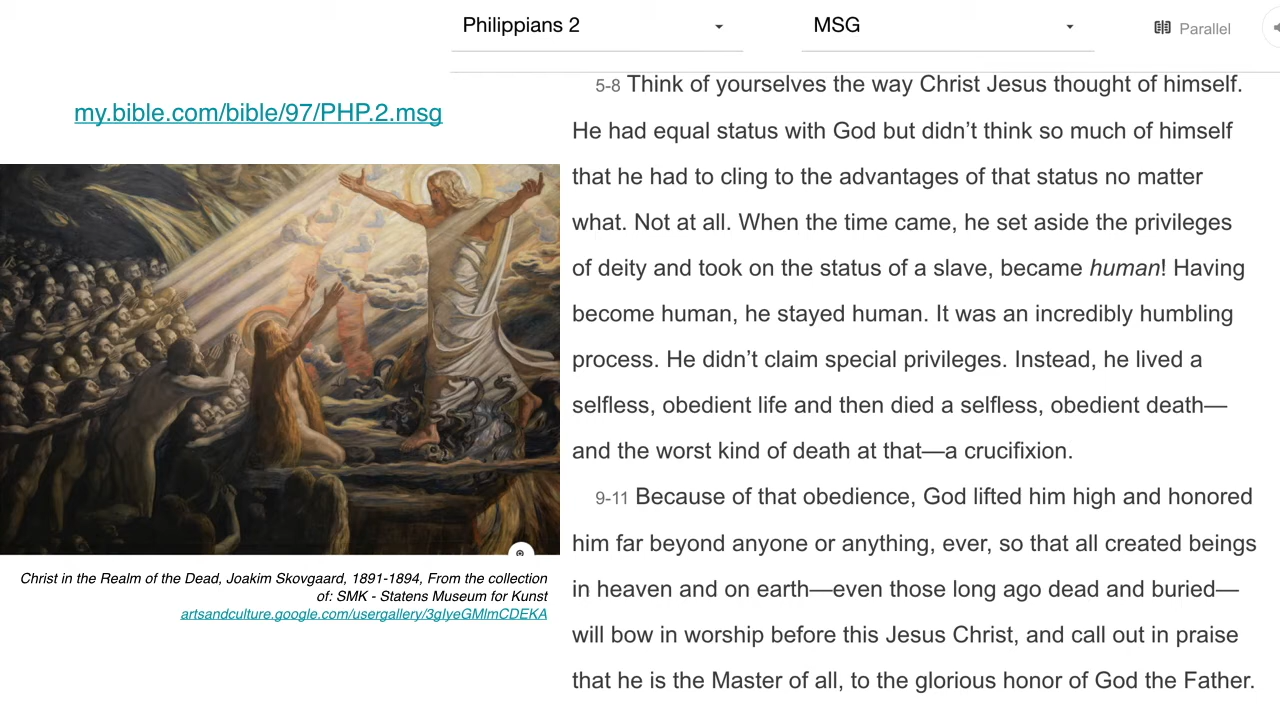 Philippians 2
MSG
Parallel
my.bible.com/bible/97/PHP.2.msg
Christ in the Realm of the Dead, Joakim Skovgaard, 1891-1894, From the collection
of: SMK - Statens Museum for Kunst
artsandculture.google.com/usergallery/3gIyeGMlmCDEKA
5-8 Think of yourselves the way Christ Jesus thought of himself.
He had equal status with God but didn’t think so much of himself
that he had to cling to the advantages of that status no matter
what. Not at all. When the time came, he set aside the privileges
of deity and took on the status of a slave, became human! Having
become human, he stayed human. It was an incredibly humbling
process. He didn’t claim special privileges. Instead, he lived a
selfless, obedient life and then died a selfless, obedient death—
and the worst kind of death at that—a crucifixion.
9-11 Because of that obedience, God lifted him high and honored
him far beyond anyone or anything, ever, so that all created beings
in heaven and on earth—even those long ago dead and buried—
will bow in worship before this Jesus Christ, and call out in praise
that he is the Master of all, to the glorious honor of God the Father.